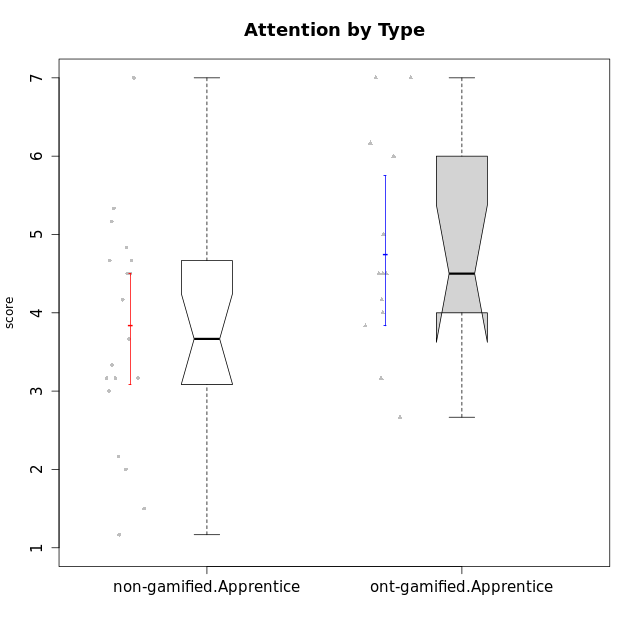 Attention by Type
score
7
6
5
4
3
2
1
non-gamified.Apprentice
ont-gamified.Apprentice